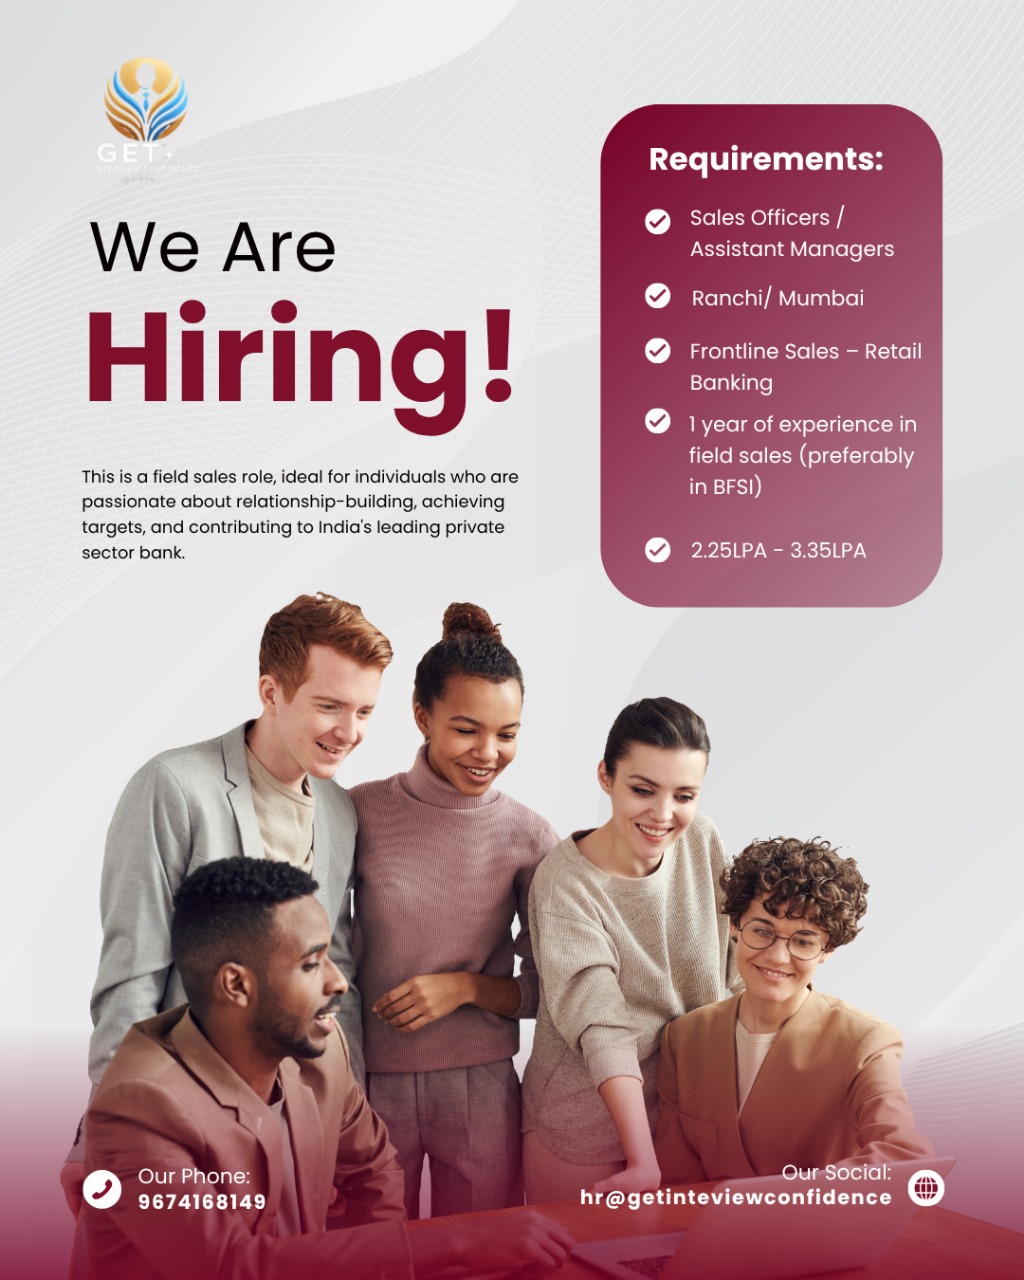 GET
INTERVIEW CONFIDENCE
We Are
Hiring!
This is a field sales role, ideal for individuals who are
passionate about relationship-building, achieving
targets, and contributing to India's leading private
sector bank.
Requirements:
Sales Officers /
Assistant Managers
Ranchi/ Mumbai
Frontline Sales – Retail
Banking
1 year of experience in
field sales (preferably
in BFSI)
2.25LPA - 3.35LPA
Our Phone:
9674168149
Our Social:
hr@getinteviewconfidence